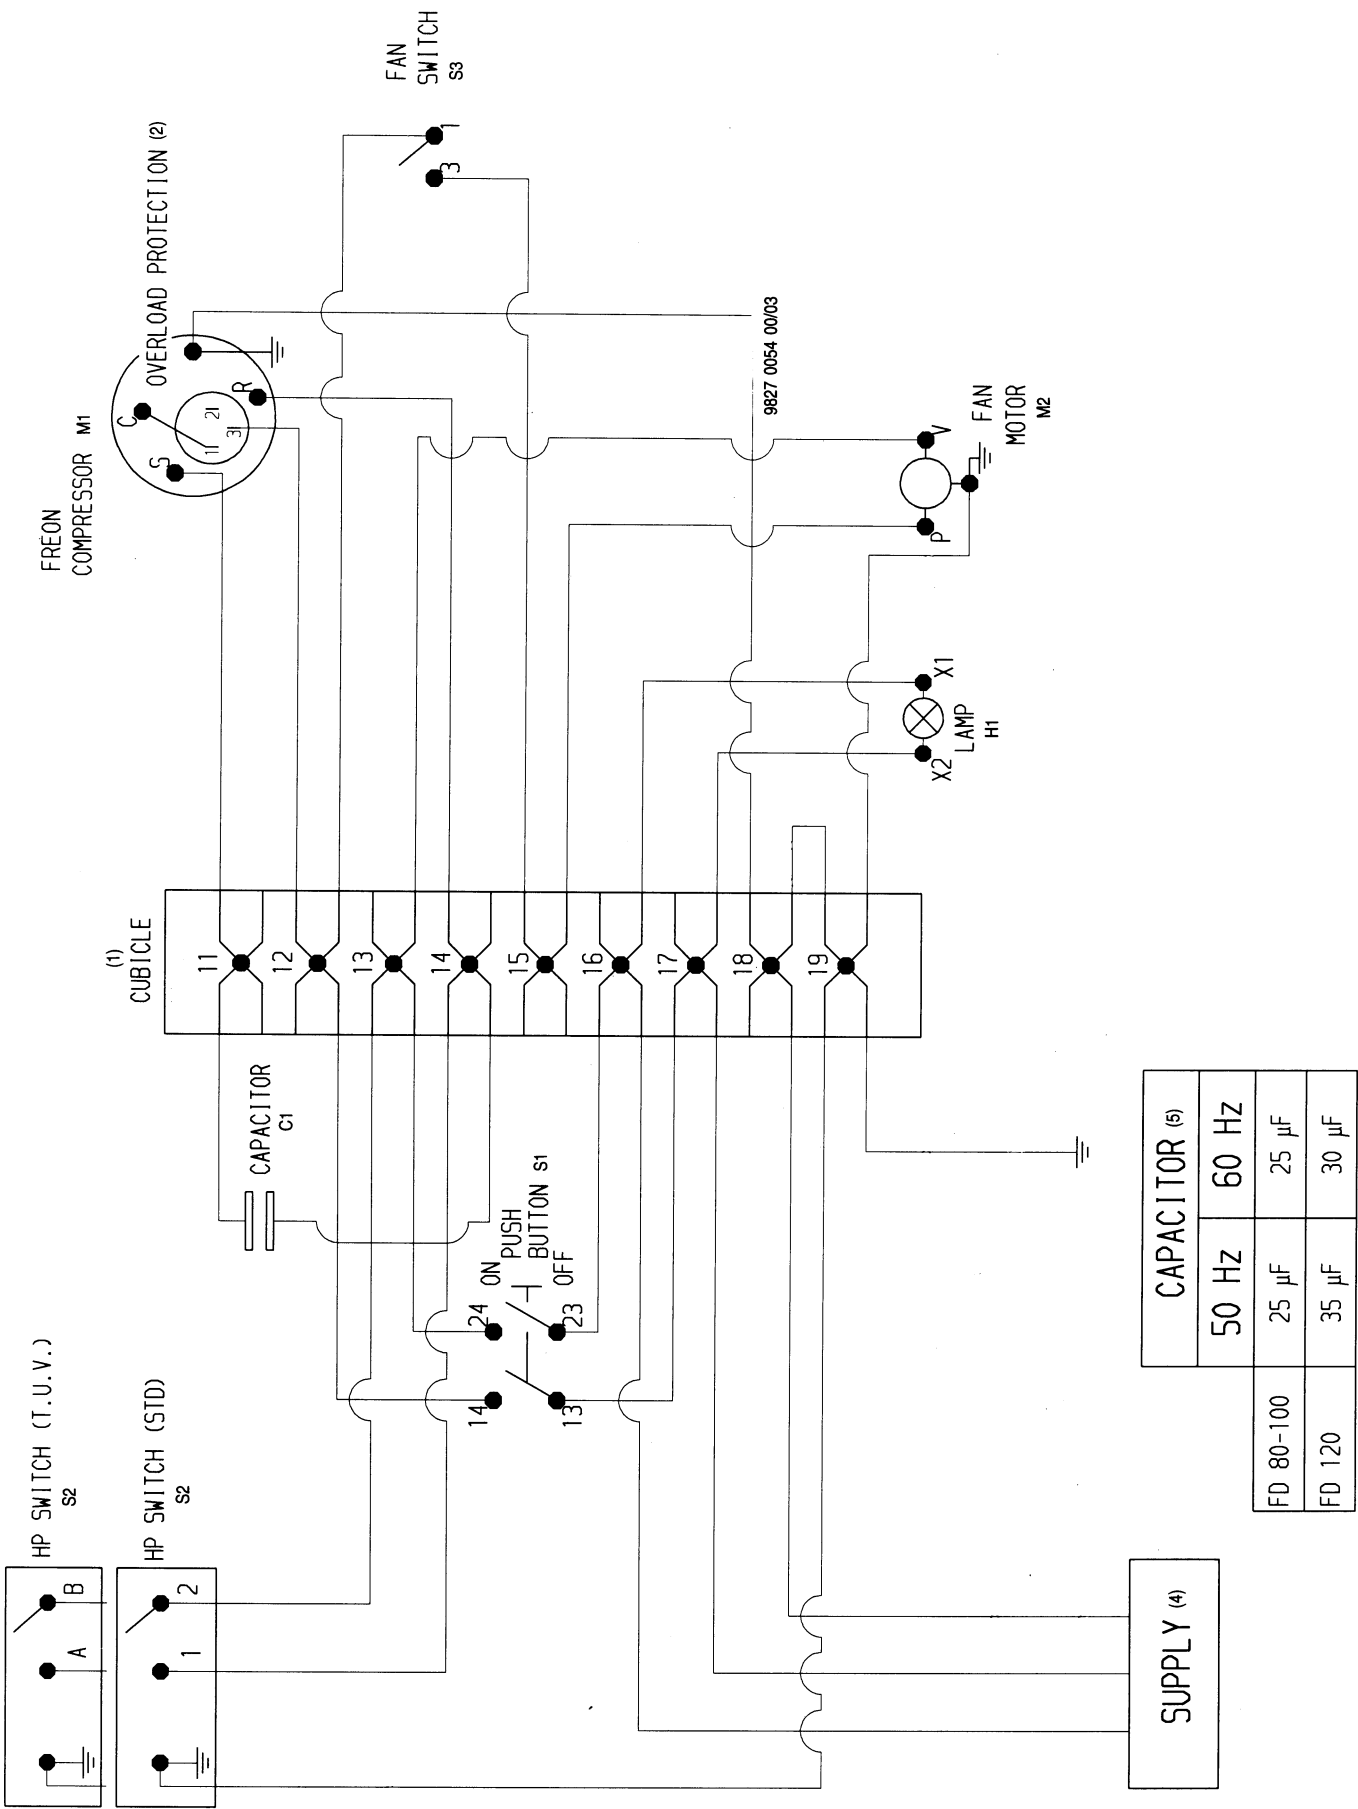 HP SWITCH (T.U.V.)
S2
A
B
HP SWITCH (STD)
S2
1
2
FREON
COMPRESSOR M1
OVERLOAD PROTECTION (2)
S
C
R
1
2
3
FAN
SWITCH
S3
3
1
(1)
CUBICLE
11
12
13
14
15
16
17
18
19
CAPACITOR
C1
PUSH
BUTTON S1
ON
OFF
14
24
13
23
9827 0054 00/03
FAN
MOTOR
M2
P
V
X2
X1
LAMP
H1
SUPPLY (4)
CAPACITOR (5)
50 Hz 60 Hz
FD 80-100 25 µF 25 µF
FD 120 35 µF 30 µF